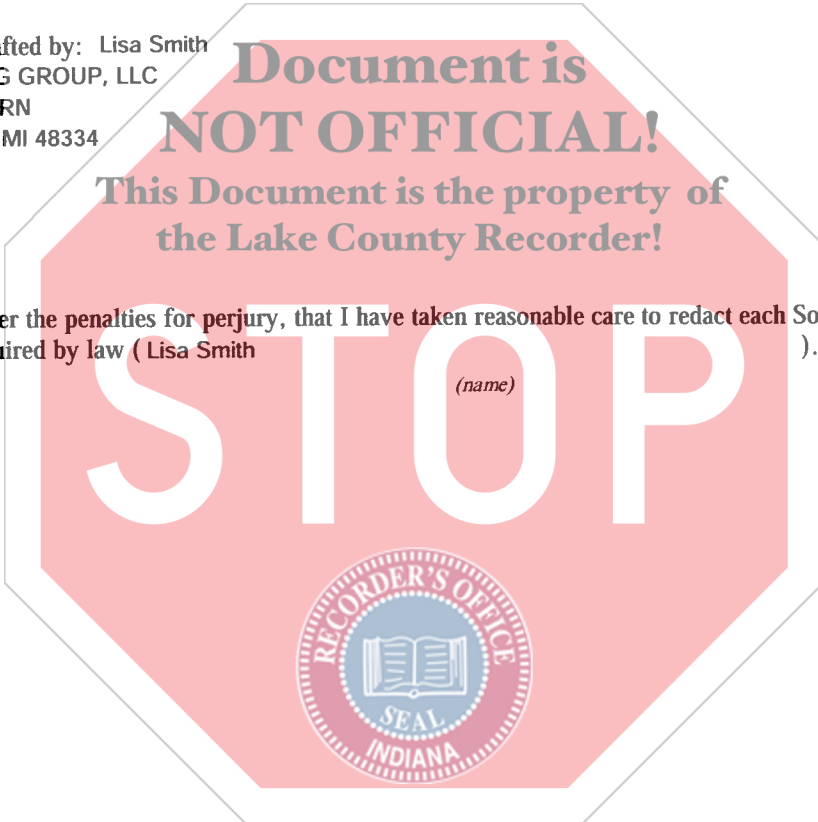 afted by: Lisa Smith
G GROUP, LLC
RN
MI 48334
Document is
NOT OFFICIAL!
This Document is the property of
the Lake County Recorder!
er the penalties for perjury, that I have taken reasonable care to redact each So
uired by law ( Lisa Smith ).
(name)
STOP
RECORDER'S OFFICE
SEAL
INDIANA